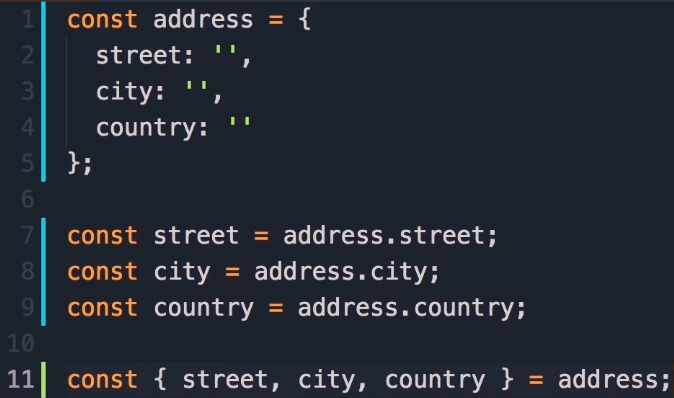 1 const address = {
2 street: '',
3 city: '',
4 country: ''
5 };
6
7 const street = address.street;
8 const city = address.city;
9 const country = address.country;
10
11 const { street, city, country } = address;